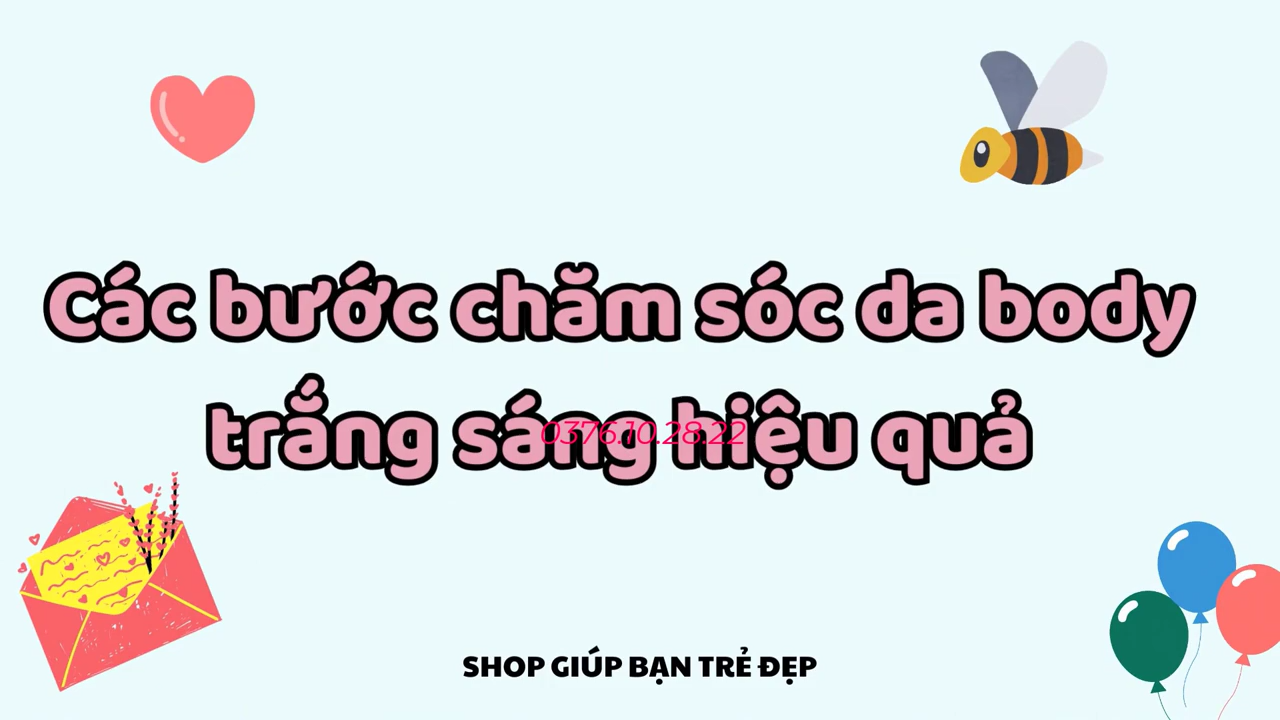 Các bước chăm sóc da body
trắng sáng hiệu quả
0376.10.28.22
SHOP GIÚP BẠN TRẺ ĐẸP